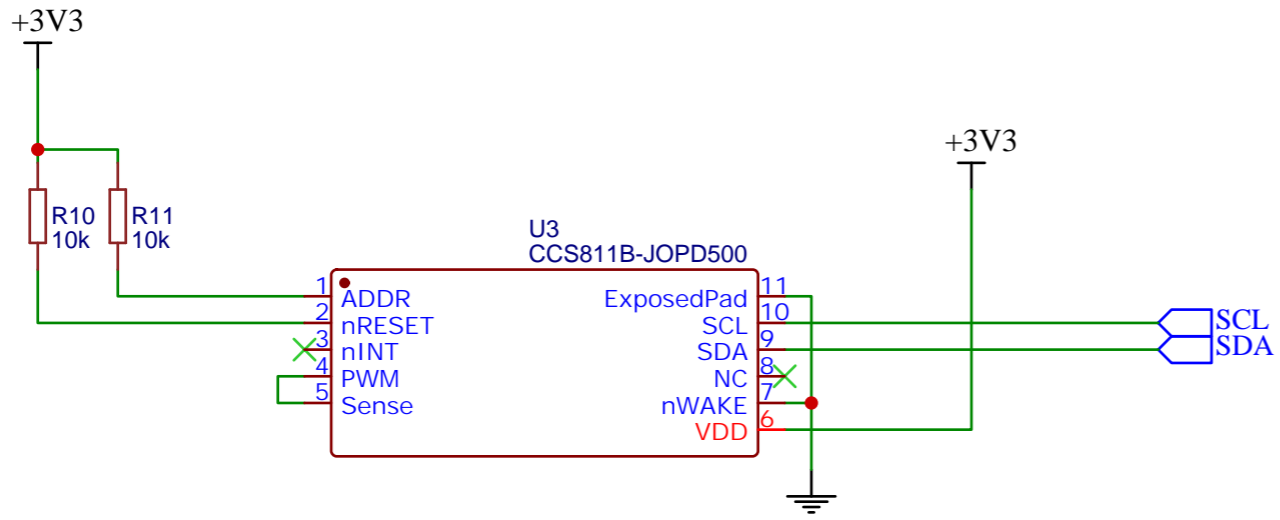 +3V3
+3V3
R10
10k
R11
10k
U3
CCS811B-JOPD500
1
ADDR
2
nRESET
3
nINT
4
PWM
5
Sense
11
ExposedPad
10
SCL
9
SDA
8
NC
7
nWAKE
6
VDD
SCL
SDA